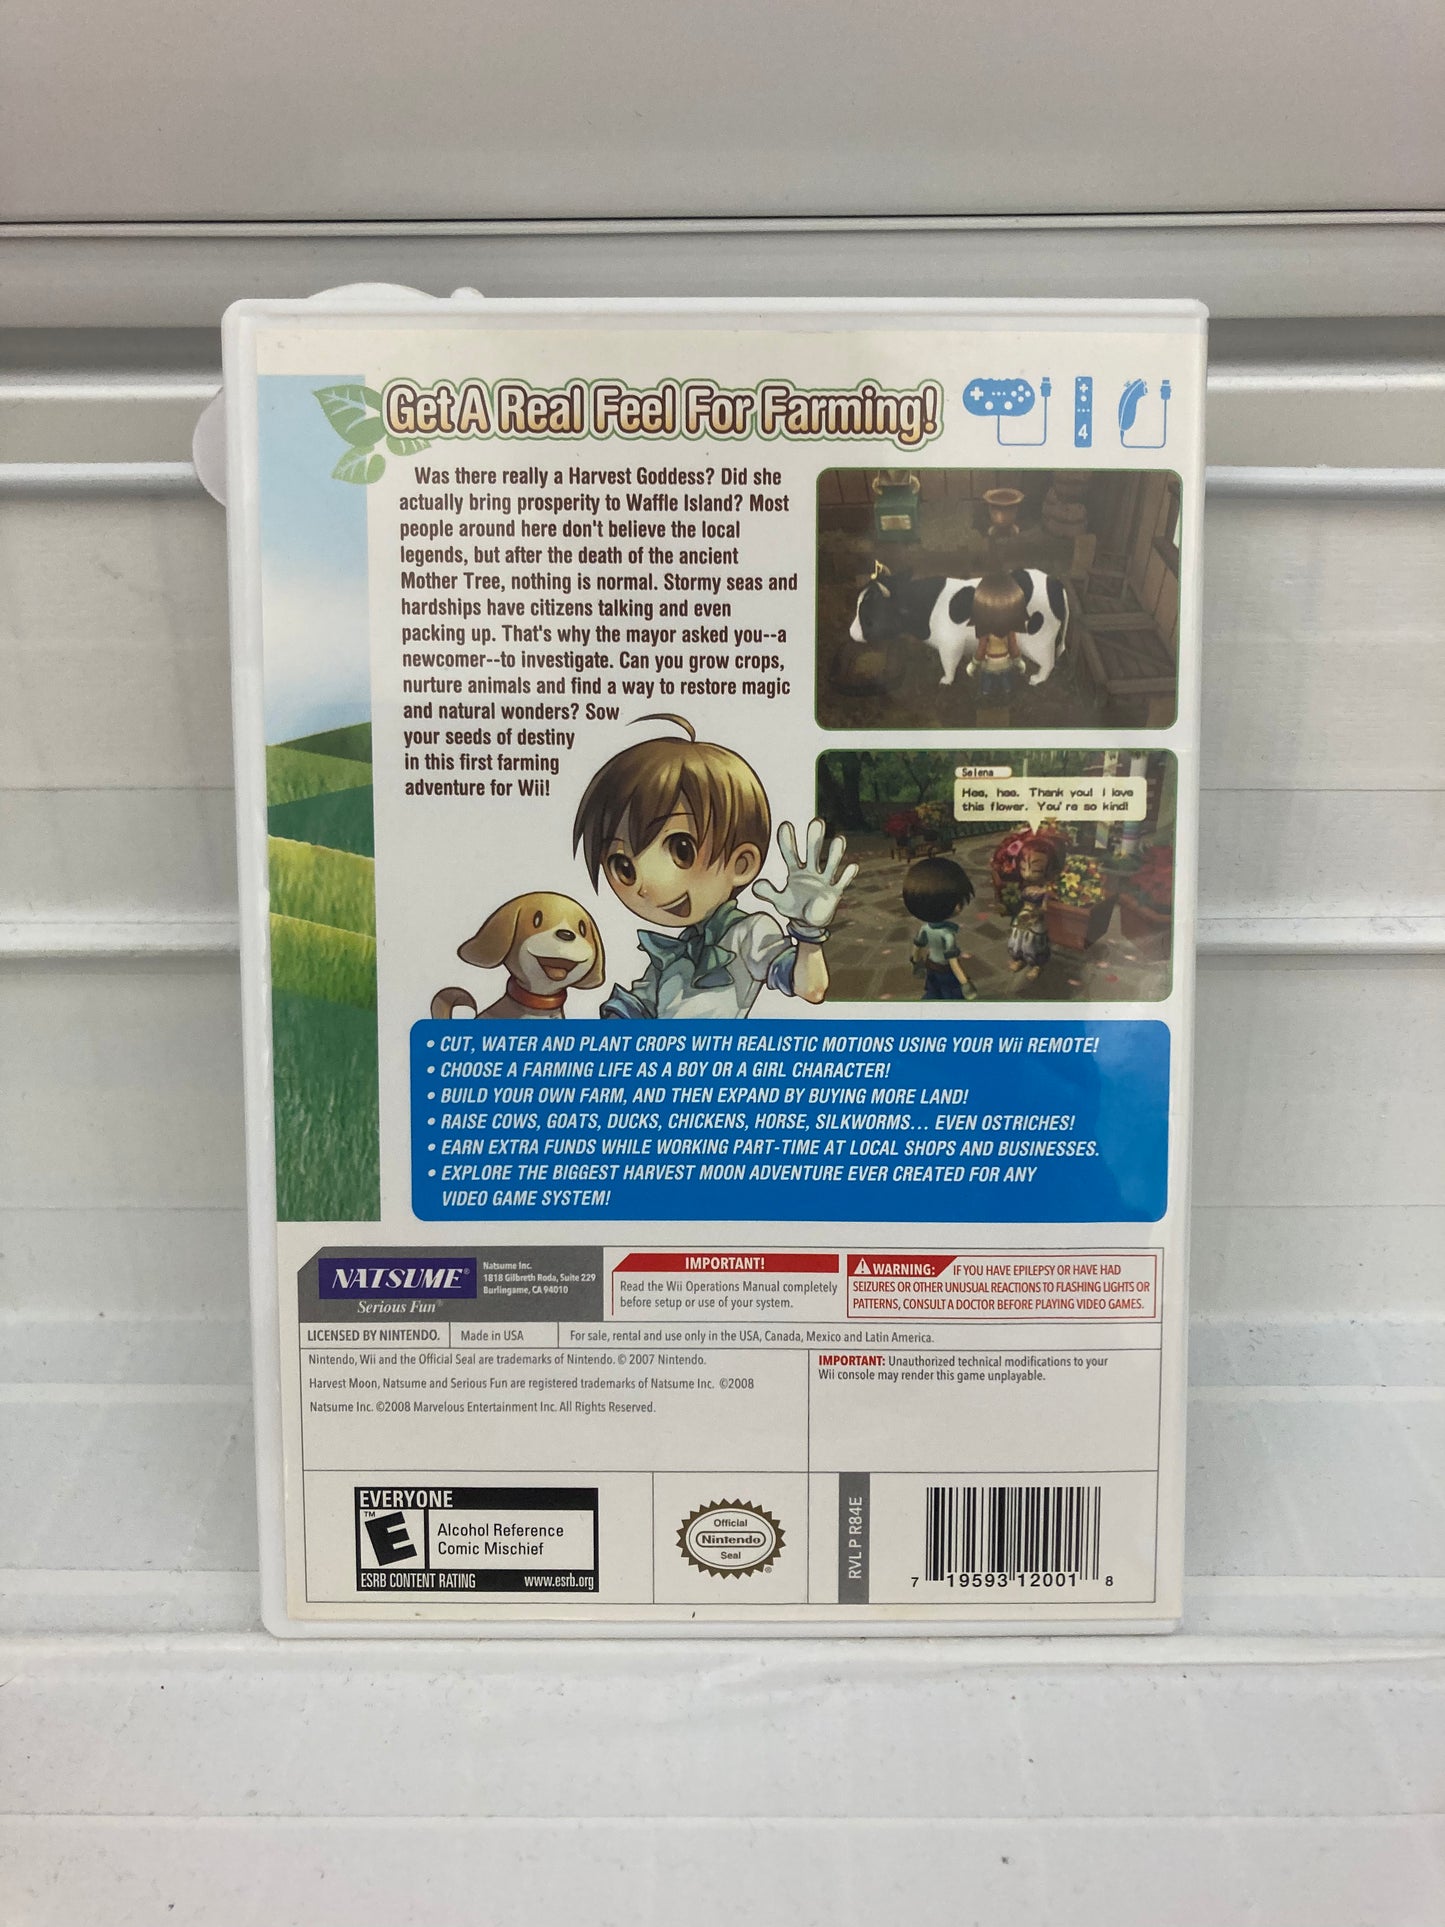 Get A Real Feel For Farming!
4
Was there really a Harvest Goddess? Did she
actually bring prosperity to Waffle Island? Most
people around here don't believe the local
legends, but after the death of the ancient
Mother Tree, nothing is normal. Stormy seas and
hardships have citizens talking and even
packing up. That's why the mayor asked you--a
newcomer--to investigate. Can you grow crops,
nurture animals and find a way to restore magic
and natural wonders? Sow
your seeds of destiny
in this first farming
adventure for Wii!
Selena
Hee, hee. Thank you! I love
this flower. You're so kind!
• CUT, WATER AND PLANT CROPS WITH REALISTIC MOTIONS USING YOUR Wii REMOTE!
• CHOOSE A FARMING LIFE AS A BOY OR A GIRL CHARACTER!
• BUILD YOUR OWN FARM, AND THEN EXPAND BY BUYING MORE LAND!
• RAISE COWS, GOATS, DUCKS, CHICKENS, HORSE, SILKWORMS... EVEN OSTRICHES!
• EARN EXTRA FUNDS WHILE WORKING PART-TIME AT LOCAL SHOPS AND BUSINESSES.
• EXPLORE THE BIGGEST HARVEST MOON ADVENTURE EVER CREATED FOR ANY
VIDEO GAME SYSTEM!
NATSUME®
Serious Fun®
Natsume Inc.
1818 Gilbreth Roda, Suite 229
Burlingame, CA 94010
IMPORTANT!
Read the Wii Operations Manual completely
before setup or use of your system.
WARNING: IF YOU HAVE EPILEPSY OR HAVE HAD
SEIZURES OR OTHER UNUSUAL REACTIONS TO FLASHING LIGHTS OR
PATTERNS, CONSULT A DOCTOR BEFORE PLAYING VIDEO GAMES.
LICENSED BY NINTENDO.
Made in USA
For sale, rental and use only in the USA, Canada, Mexico and Latin America.
Nintendo, Wii and the Official Seal are trademarks of Nintendo. © 2007 Nintendo.
Harvest Moon, Natsume and Serious Fun are registered trademarks of Natsume Inc. ©2008
Natsume Inc. ©2008 Marvelous Entertainment Inc. All Rights Reserved.
IMPORTANT: Unauthorized technical modifications to your
Wii console may render this game unplayable.
EVERYONE
™
E
Alcohol Reference
Comic Mischief
ESRB CONTENT RATING www.esrb.org
Official
Nintendo
Seal
®
RVL P R84E
7 19593 12001 8